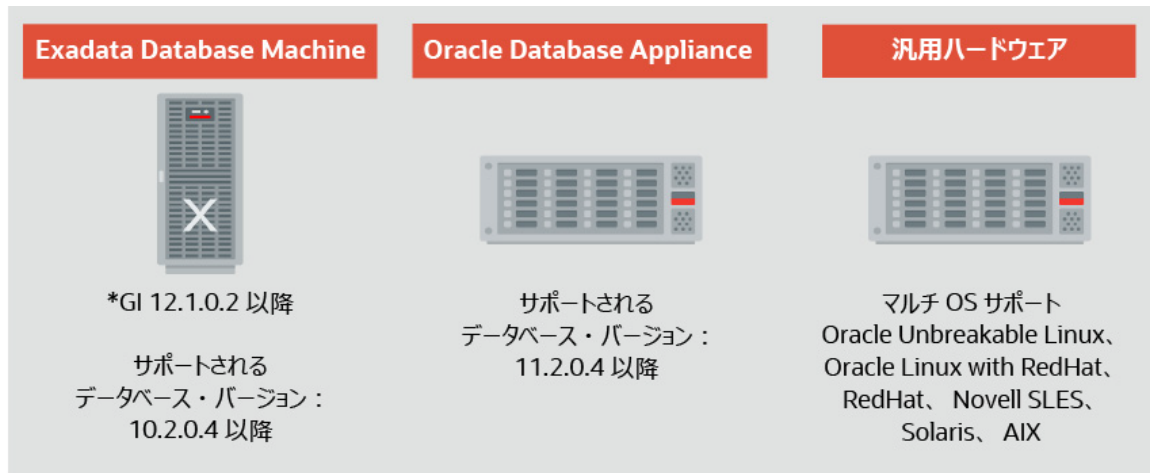 Exadata Database Machine
*GI 12.1.0.2 以降
サポートされる
データベース・バージョン：
10.2.0.4 以降
Oracle Database Appliance
サポートされる
データベース・バージョン：
11.2.0.4 以降
汎用ハードウェア
マルチ OS サポート
Oracle Unbreakable Linux、
Oracle Linux with RedHat、
RedHat、 Novell SLES、
Solaris、 AIX